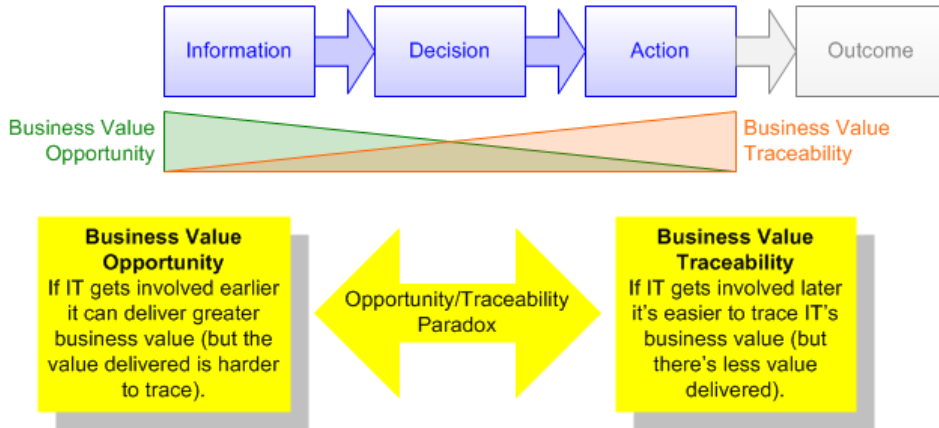 Information
Decision
Action
Outcome
Business Value
Opportunity
Business Value
Traceability
Business Value
Opportunity
If IT gets involved earlier
it can deliver greater
business value (but the
value delivered is harder
to trace).
Opportunity/Traceability
Paradox
Business Value
Traceability
If IT gets involved later
it's easier to trace IT's
business value (but
there's less value
delivered).